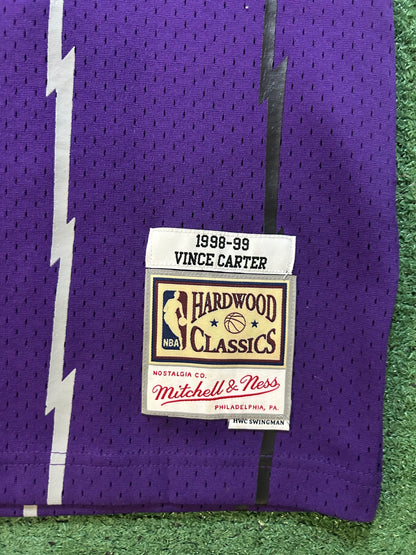 1998-99
VINCE CARTER
HARDWOOD
NBA
CLASSICS
NOSTALGIA CO.
Mitchell & Ness
PHILADELPHIA, PA.
HWC SWINGMAN